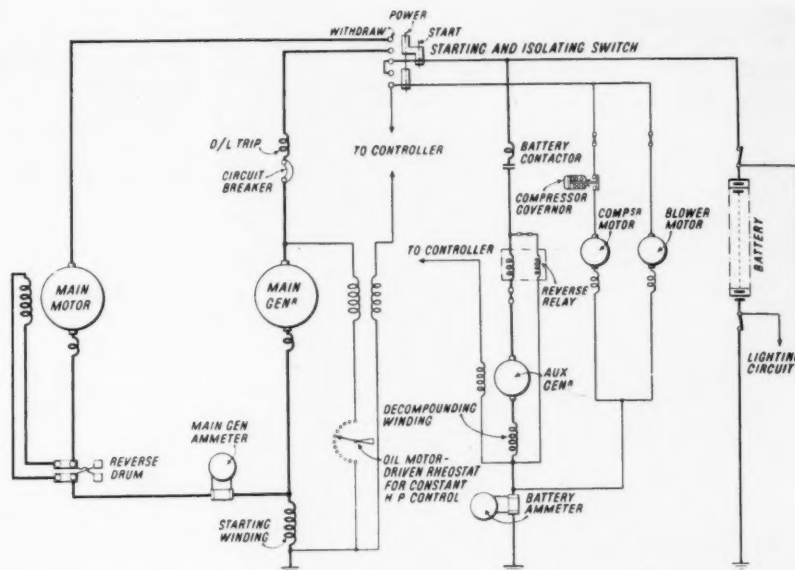 POWER
WITHDRAW
START
STARTING AND ISOLATING SWITCH
O/L TRIP
CIRCUIT
BREAKER
TO CONTROLLER
BATTERY
CONTACTOR
COMPRESSOR
GOVERNOR
COMPSR
MOTOR
BLOWER
MOTOR
BATTERY
TO CONTROLLER
REVERSE
RELAY
MAIN
MOTOR
MAIN
GENR
LIGHTING
CIRCUIT
AUX
GENR
DECOMPOUNDING
WINDING
MAIN GEN
AMMETER
REVERSE
DRUM
OIL MOTOR-
DRIVEN RHEOSTAT
FOR CONSTANT
H P CONTROL
BATTERY
AMMETER
STARTING
WINDING